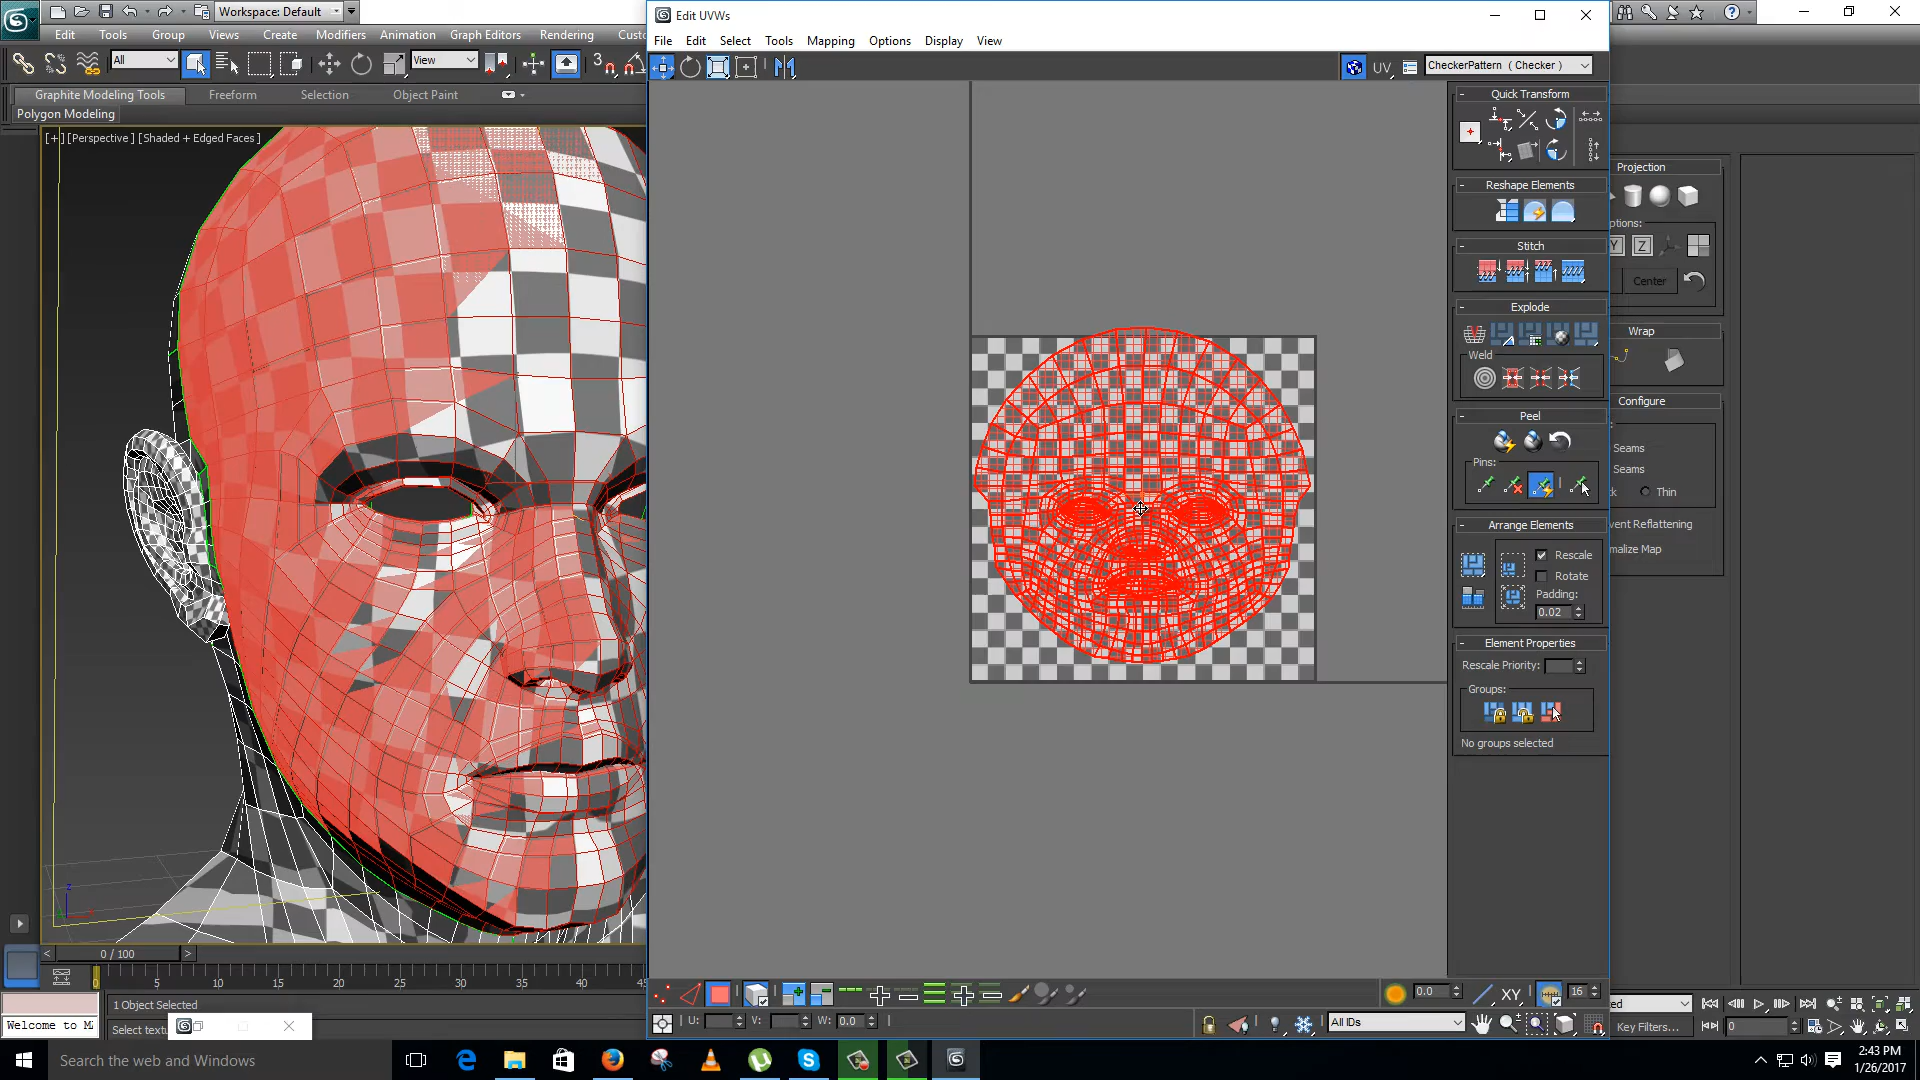 Workspace: Default
Edit Tools Group Views Create Modifiers Animation Graph Editors Rendering
All
View
Graphite Modeling Tools Freeform Selection Object Paint
Polygon Modeling
[+] [Perspective] [Shaded + Edged Faces]
Edit UVWs
File Edit Select Tools Mapping Options Display View
UV
CheckerPattern ( Checker )
Quick Transform
Reshape Elements
Stitch
Explode
Weld
Peel
Pins:
Arrange Elements
Rescale
Rotate
Padding:
0.02
Element Properties
Rescale Priority:
Groups:
No groups selected
Projection
ptions:
Y Z
Center
Wrap
Configure
Seams
Seams
Thin
vent Reflattening
malize Map
0 / 100
0 5 10 15 20 25 30 35 40
1 Object Selected
Welcome to M
Select text
0.0
XY
16
U: V: W: 0.0
All IDs
Key Filters...
0
Search the web and Windows
2:43 PM
1/26/2017